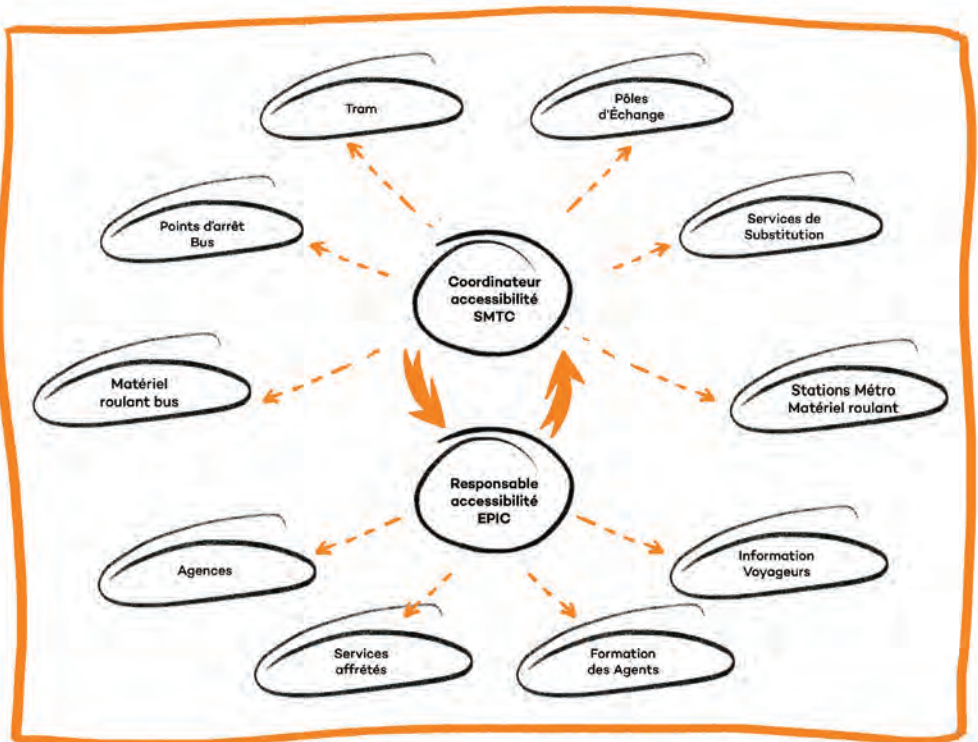 Tram
Pôles
d'Échange
Points d'arrêt
Bus
Services de
Substitution
Coordinateur
accessibilité
SMTC
Matériel
roulant bus
Stations Métro
Matériel roulant
Responsable
accessibilité
EPIC
Agences
Information
Voyageurs
Services
affrétés
Formation
des Agents